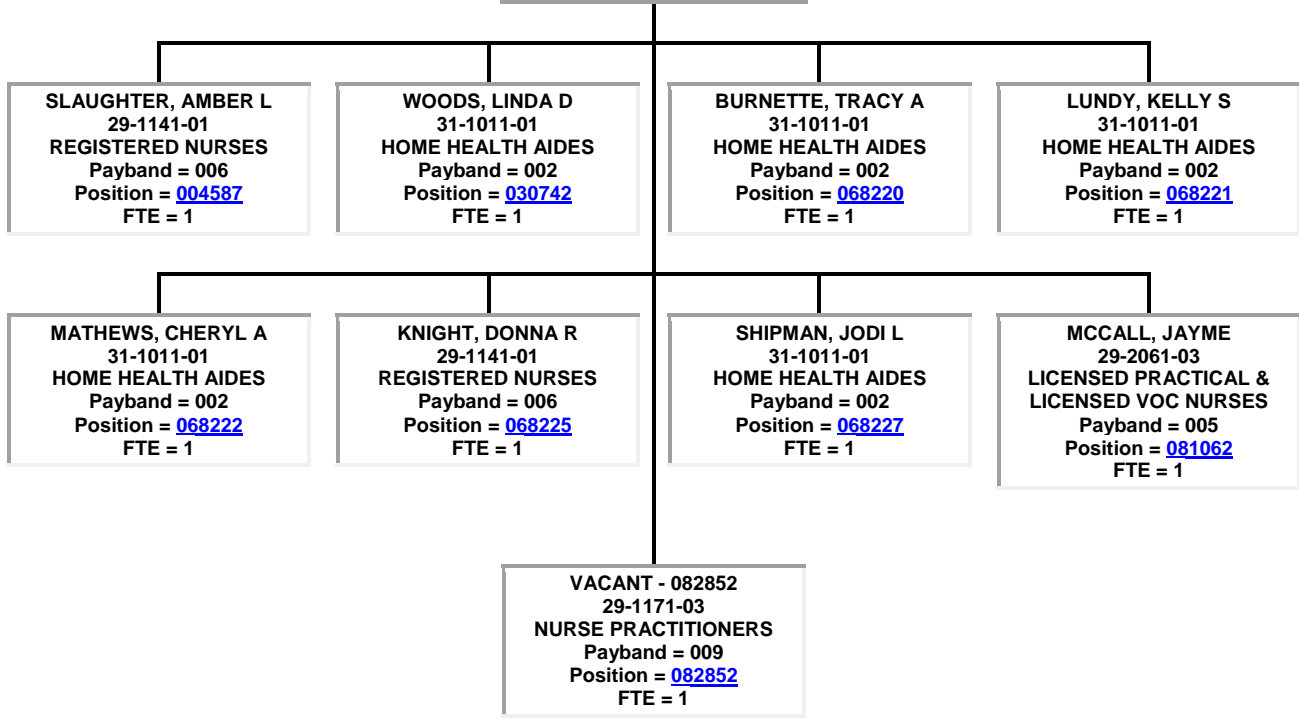 SLAUGHTER, AMBER L
29-1141-01
REGISTERED NURSES
Payband = 006
Position = 004587
FTE = 1
WOODS, LINDA D
31-1011-01
HOME HEALTH AIDES
Payband = 002
Position = 030742
FTE = 1
BURNETTE, TRACY A
31-1011-01
HOME HEALTH AIDES
Payband = 002
Position = 068220
FTE = 1
LUNDY, KELLY S
31-1011-01
HOME HEALTH AIDES
Payband = 002
Position = 068221
FTE = 1
MATHEWS, CHERYL A
31-1011-01
HOME HEALTH AIDES
Payband = 002
Position = 068222
FTE = 1
KNIGHT, DONNA R
29-1141-01
REGISTERED NURSES
Payband = 006
Position = 068225
FTE = 1
SHIPMAN, JODI L
31-1011-01
HOME HEALTH AIDES
Payband = 002
Position = 068227
FTE = 1
MCCALL, JAYME
29-2061-03
LICENSED PRACTICAL &
LICENSED VOC NURSES
Payband = 005
Position = 081062
FTE = 1
VACANT - 082852
29-1171-03
NURSE PRACTITIONERS
Payband = 009
Position = 082852
FTE = 1